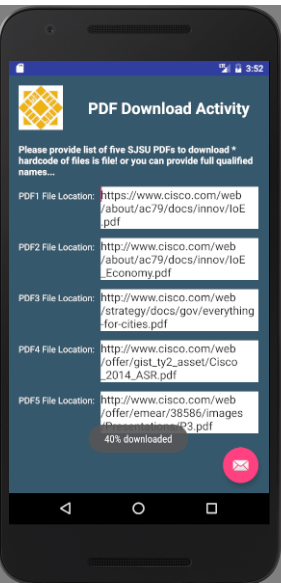 3:52
PDF Download Activity
Please provide list of five SJSU PDFs to download *
hardcode of files is file! or you can provide full qualified
names...
PDF1 File Location:
https://www.cisco.com/web
/about/ac79/docs/innov/IoE
.pdf
PDF2 File Location:
http://www.cisco.com/web
/about/ac79/docs/innov/IoE
_Economy.pdf
PDF3 File Location:
http://www.cisco.com/web
/strategy/docs/gov/everything
-for-cities.pdf
PDF4 File Location:
http://www.cisco.com/web
/offer/gist_ty2_asset/Cisco
_2014_ASR.pdf
PDF5 File Location:
http://www.cisco.com/web
/offer/emear/38586/images
/Presentations/P3.pdf
40% downloaded